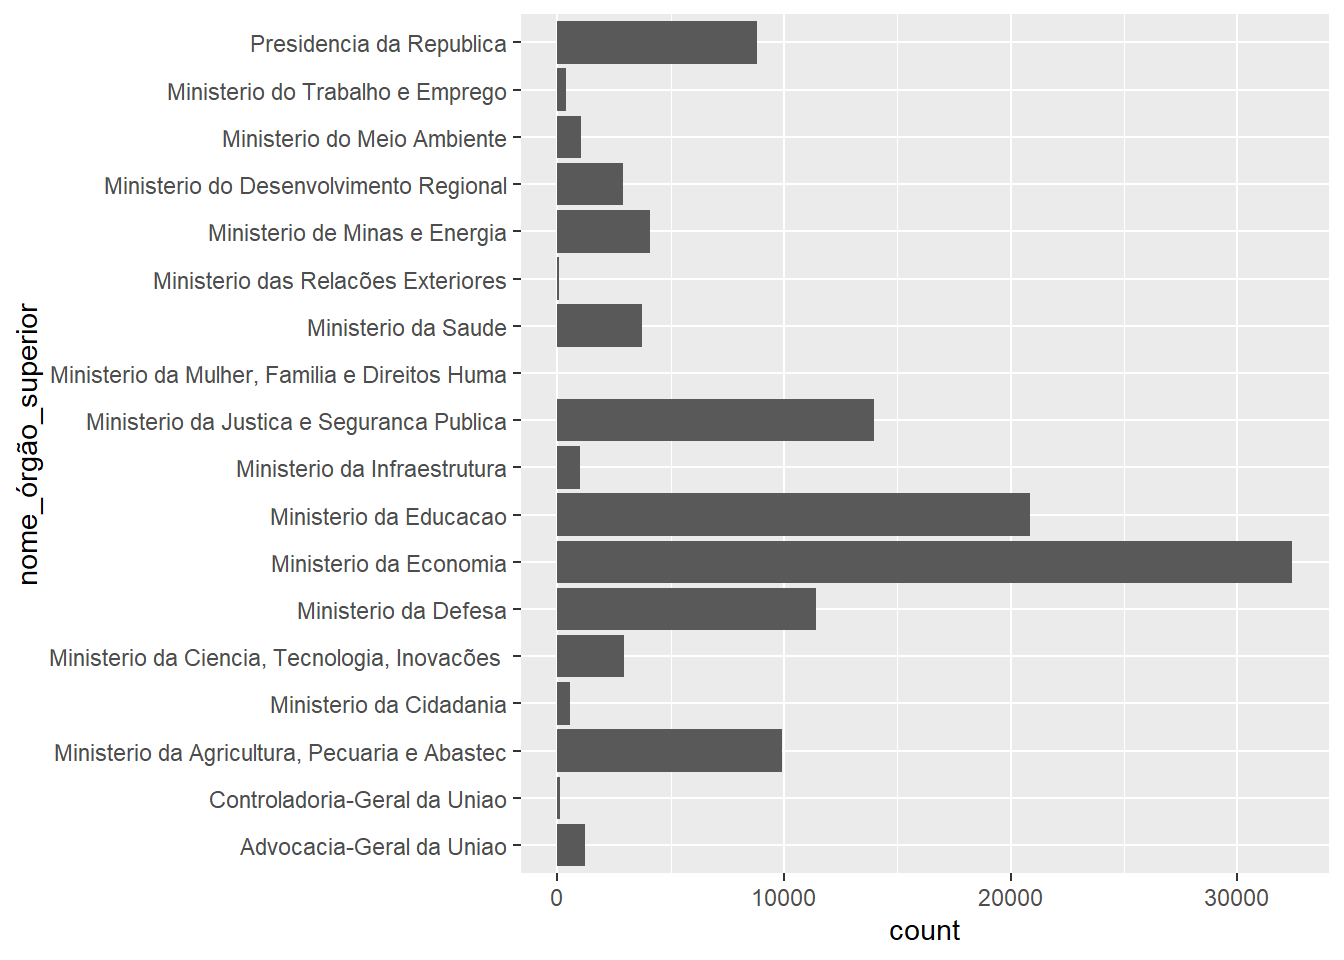 Presidencia da Republica
Ministerio do Trabalho e Emprego
Ministerio do Meio Ambiente
Ministerio do Desenvolvimento Regional
Ministerio de Minas e Energia
Ministerio das Relacões Exteriores
Ministerio da Saude
Ministerio da Mulher, Familia e Direitos Huma
Ministerio da Justica e Seguranca Publica
Ministerio da Infraestrutura
Ministerio da Educacao
Ministerio da Economia
Ministerio da Defesa
Ministerio da Ciencia, Tecnologia, Inovacões
Ministerio da Cidadania
Ministerio da Agricultura, Pecuaria e Abastec
Controladoria-Geral da Uniao
Advocacia-Geral da Uniao
nome_órgão_superior
0 10000 20000 30000
count